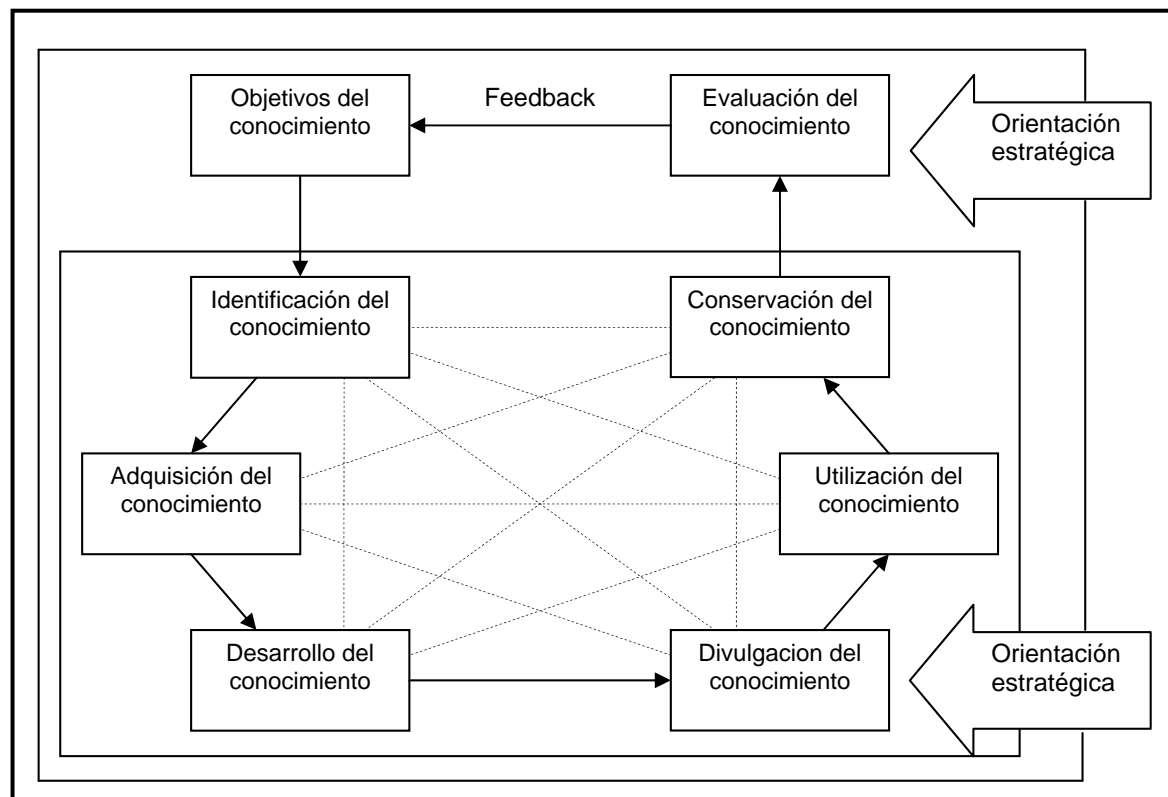 Objetivos del
conocimiento
Feedback
Evaluación del
conocimiento
Orientación
estratégica
Identificación del
conocimiento
Conservación del
conocimiento
Adquisición del
conocimiento
Utilización del
conocimiento
Desarrollo del
conocimiento
Divulgacion del
conocimiento
Orientación
estratégica